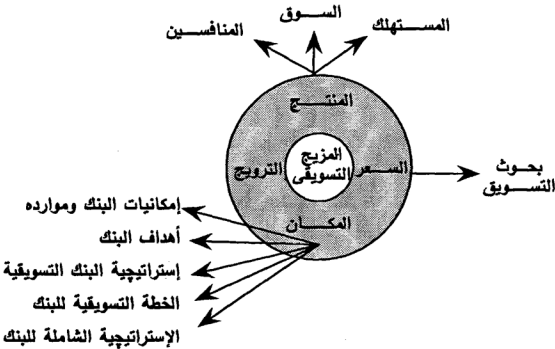 المنافسين
السوق
المستهلك
المنتج
الترويج
المزيج
التسويقى
السعر
المكان
بحوث
التسويق
إمكانيات البنك وموارده
أهداف البنك
إستراتيجية البنك التسويقية
الخطة التسويقية للبنك
الإستراتيجية الشاملة للبنك